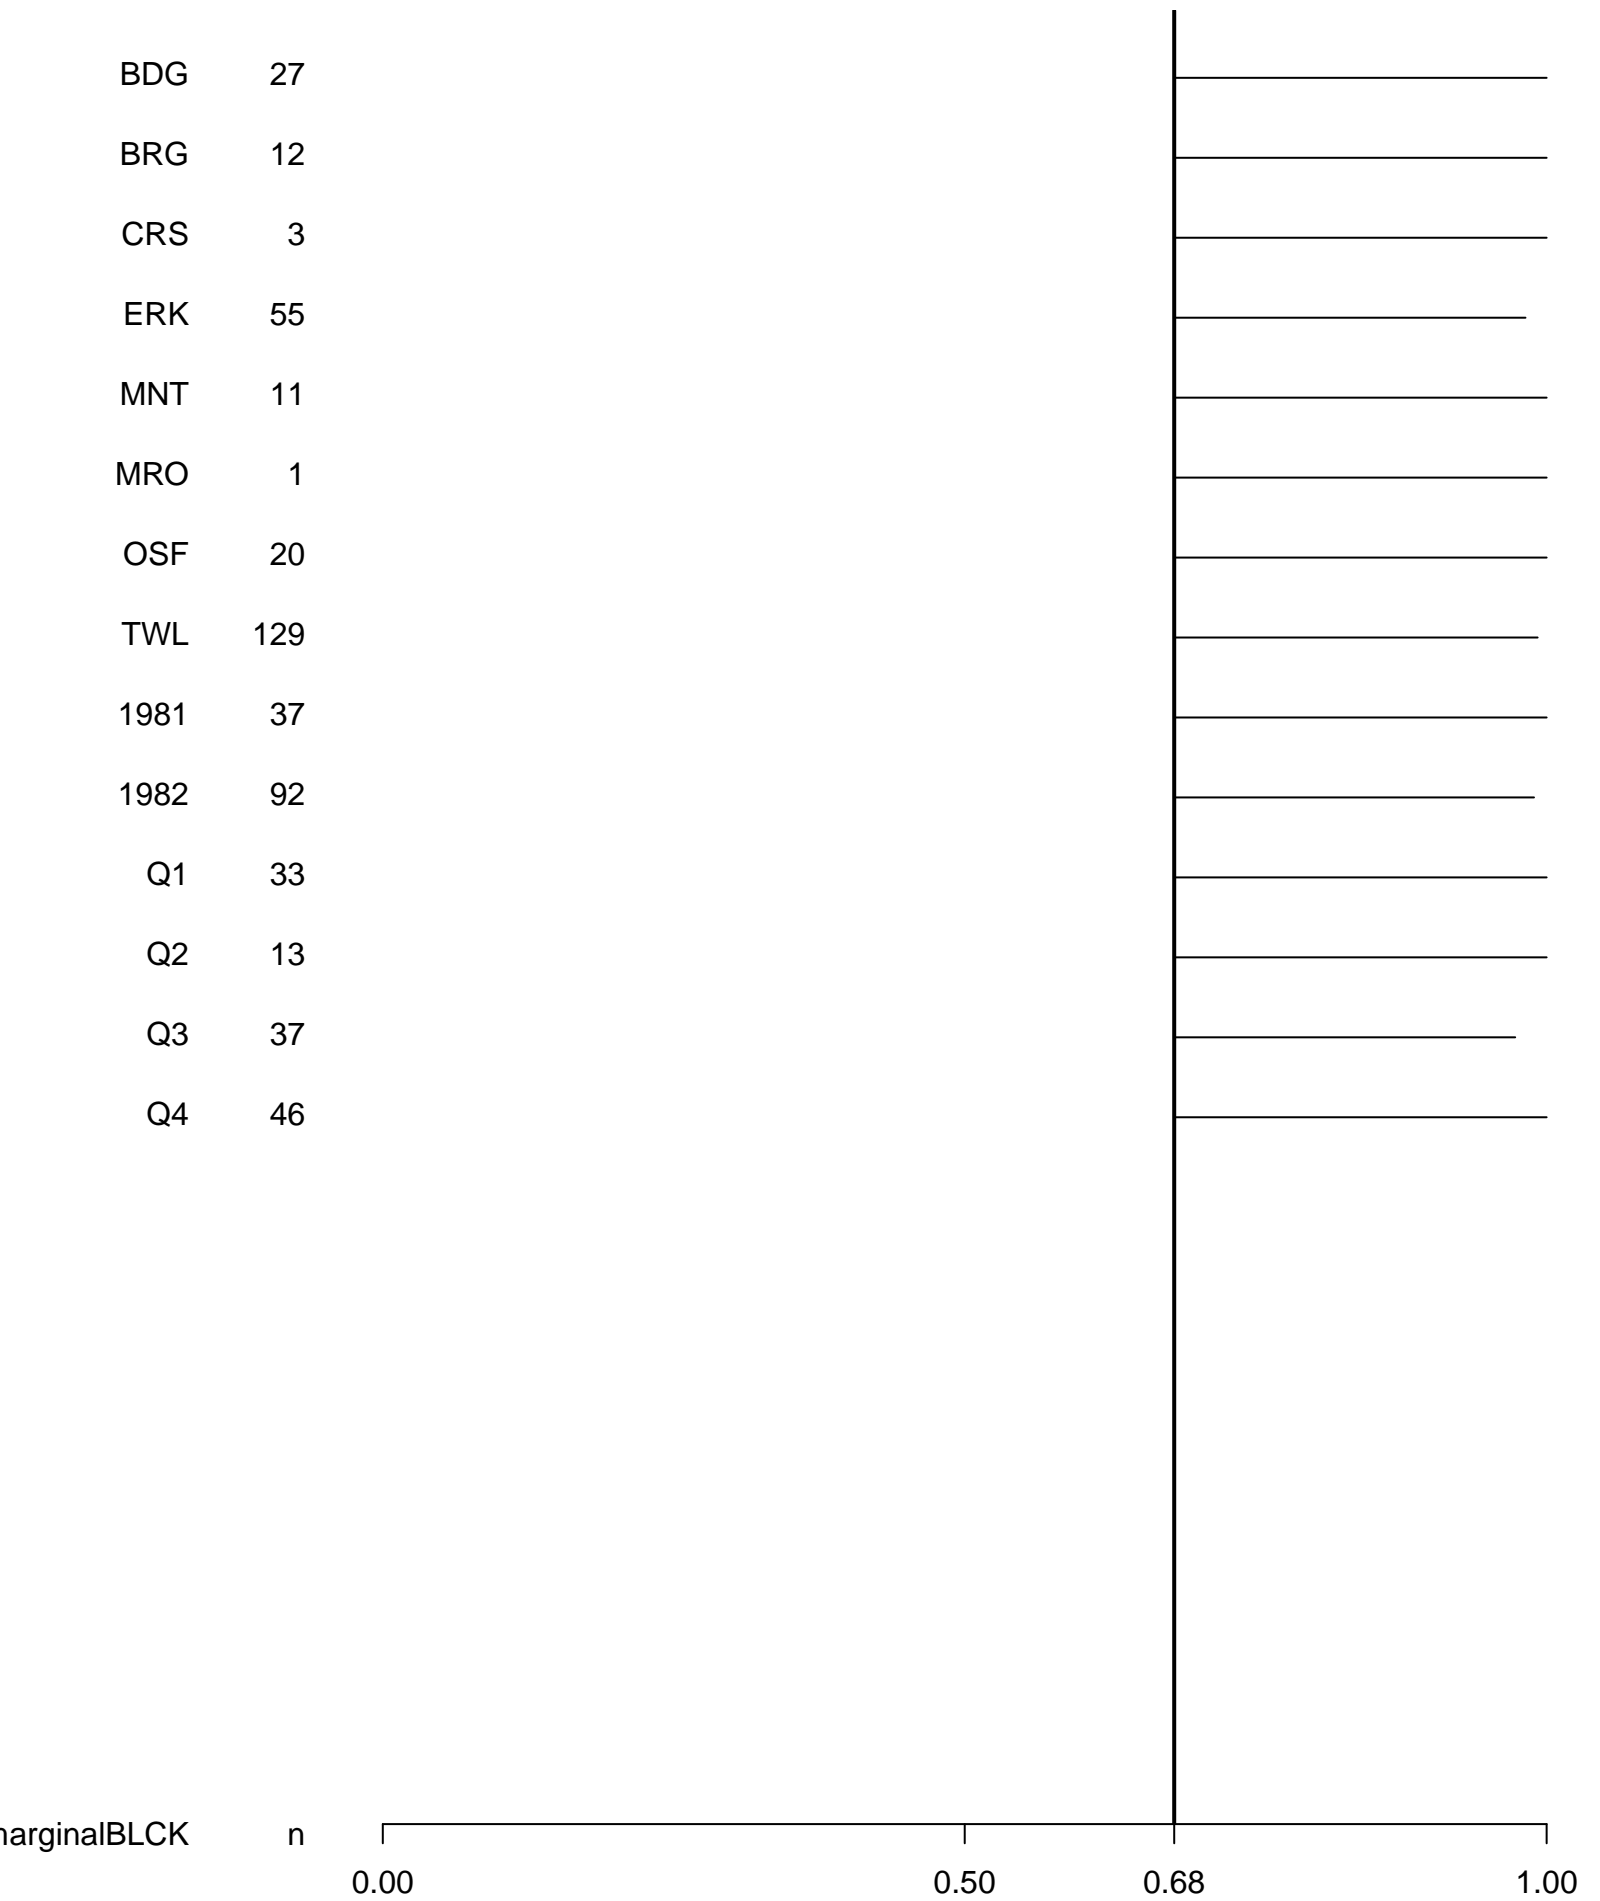 BDG 27
BRG 12
CRS 3
ERK 55
MNT 11
MRO 1
OSF 20
TWL 129
1981 37
1982 92
Q1 33
Q2 13
Q3 37
Q4 46
arginalBLCK n
0.00 0.50 0.68 1.00